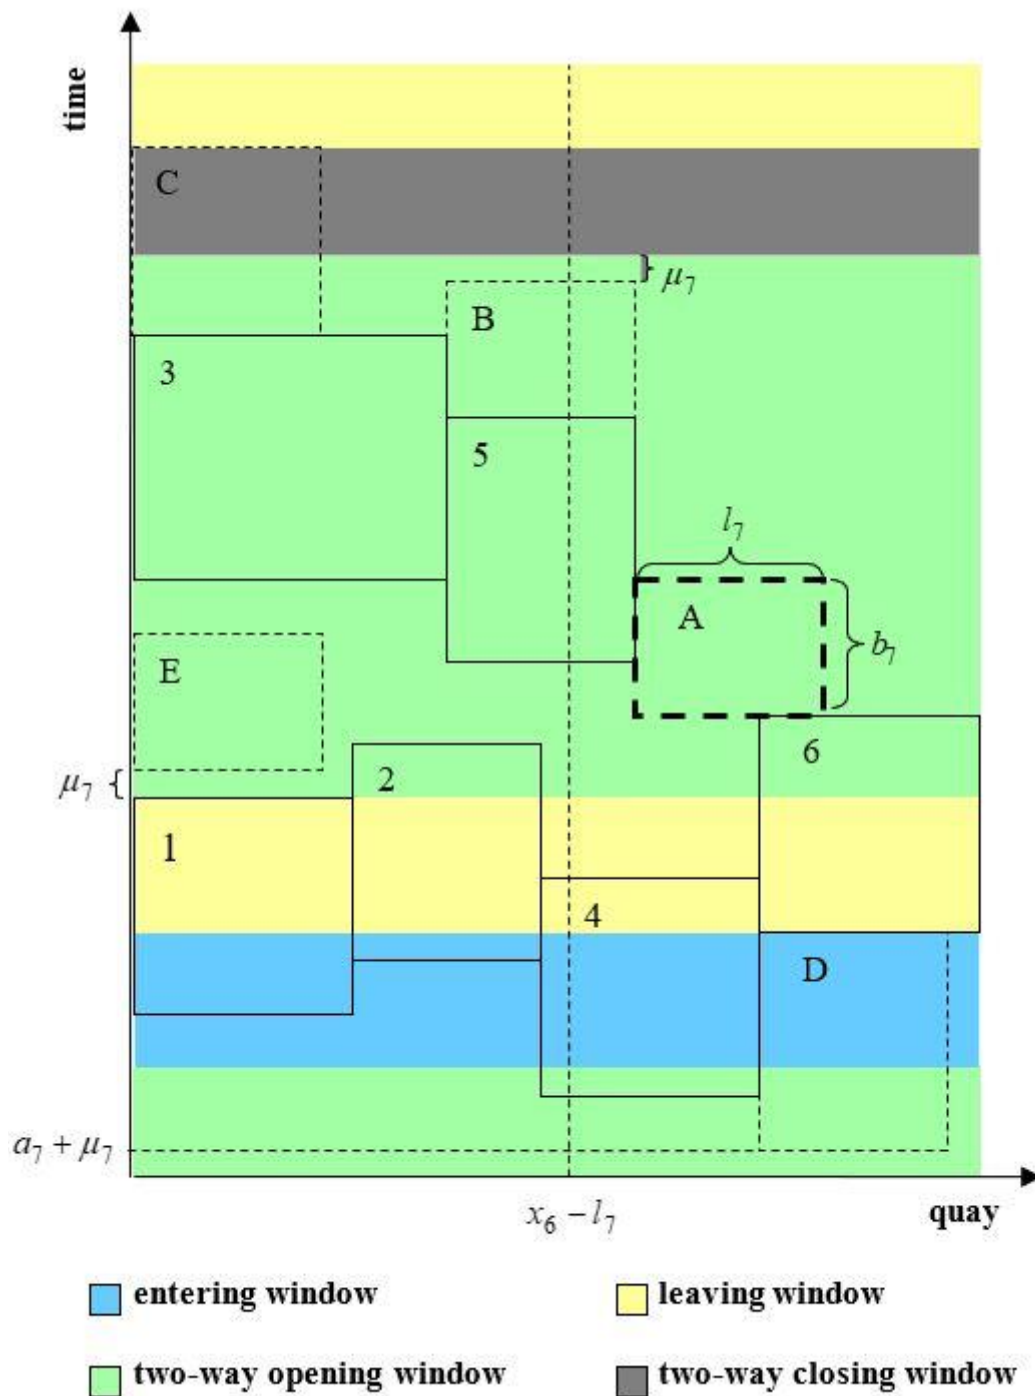 time
C
} μ₇
B
3
5
l₇
A
b₇
E
6
μ₇ {
2
1
4
D
a₇ + μ₇
x₆ − l₇
quay
entering window
leaving window
two-way opening window
two-way closing window